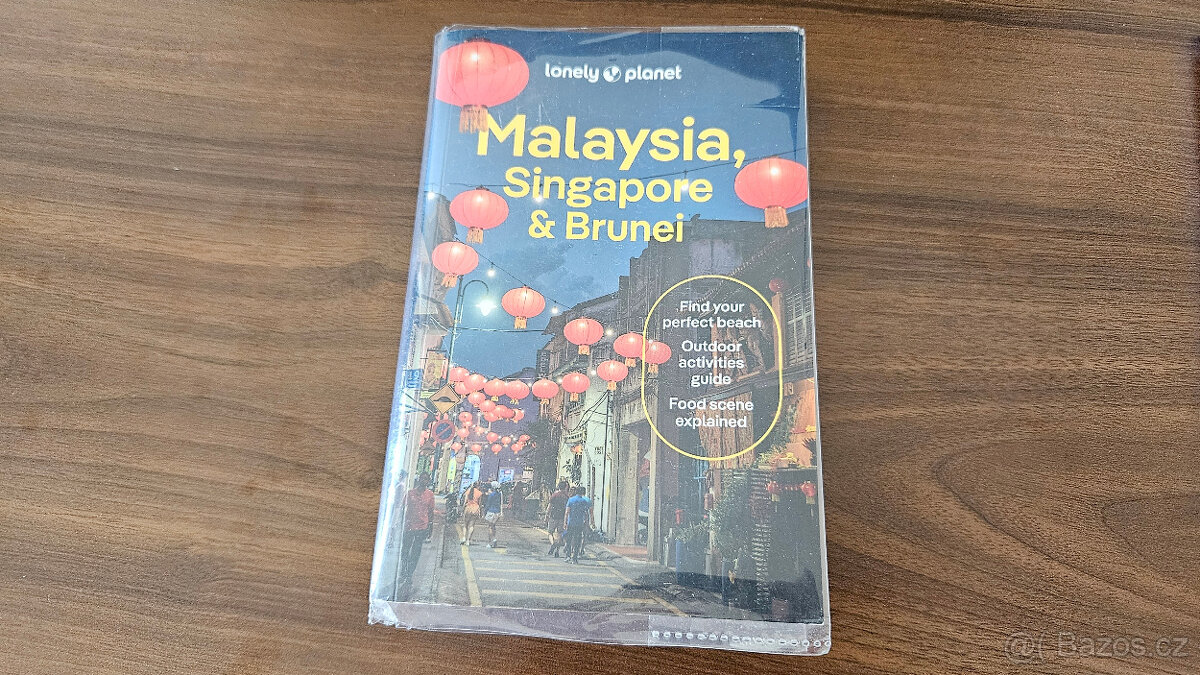 lonely planet
Malaysia,
Singapore
& Brunei
Find your
perfect beach
Outdoor
activities
guide
Food scene
explained
@( Bazos.cz